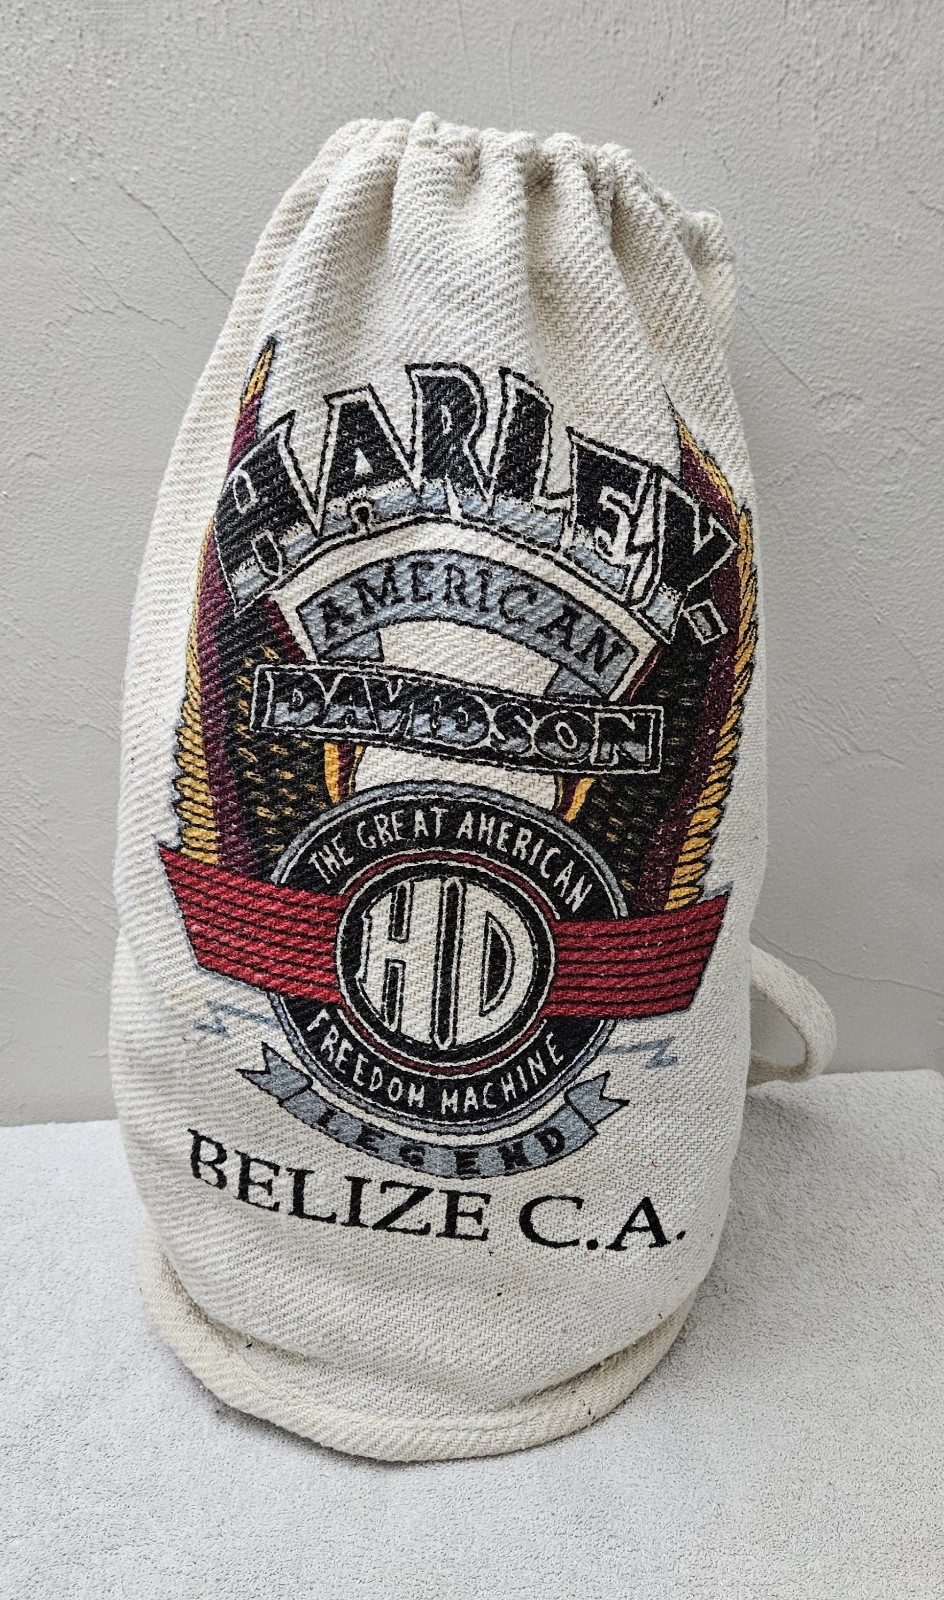 HARLEY
AMERICAN
DAVIDSON
THE GREAT AMERICAN
HD
FREEDOM MACHINE
LEGEND
BELIZE C.A.